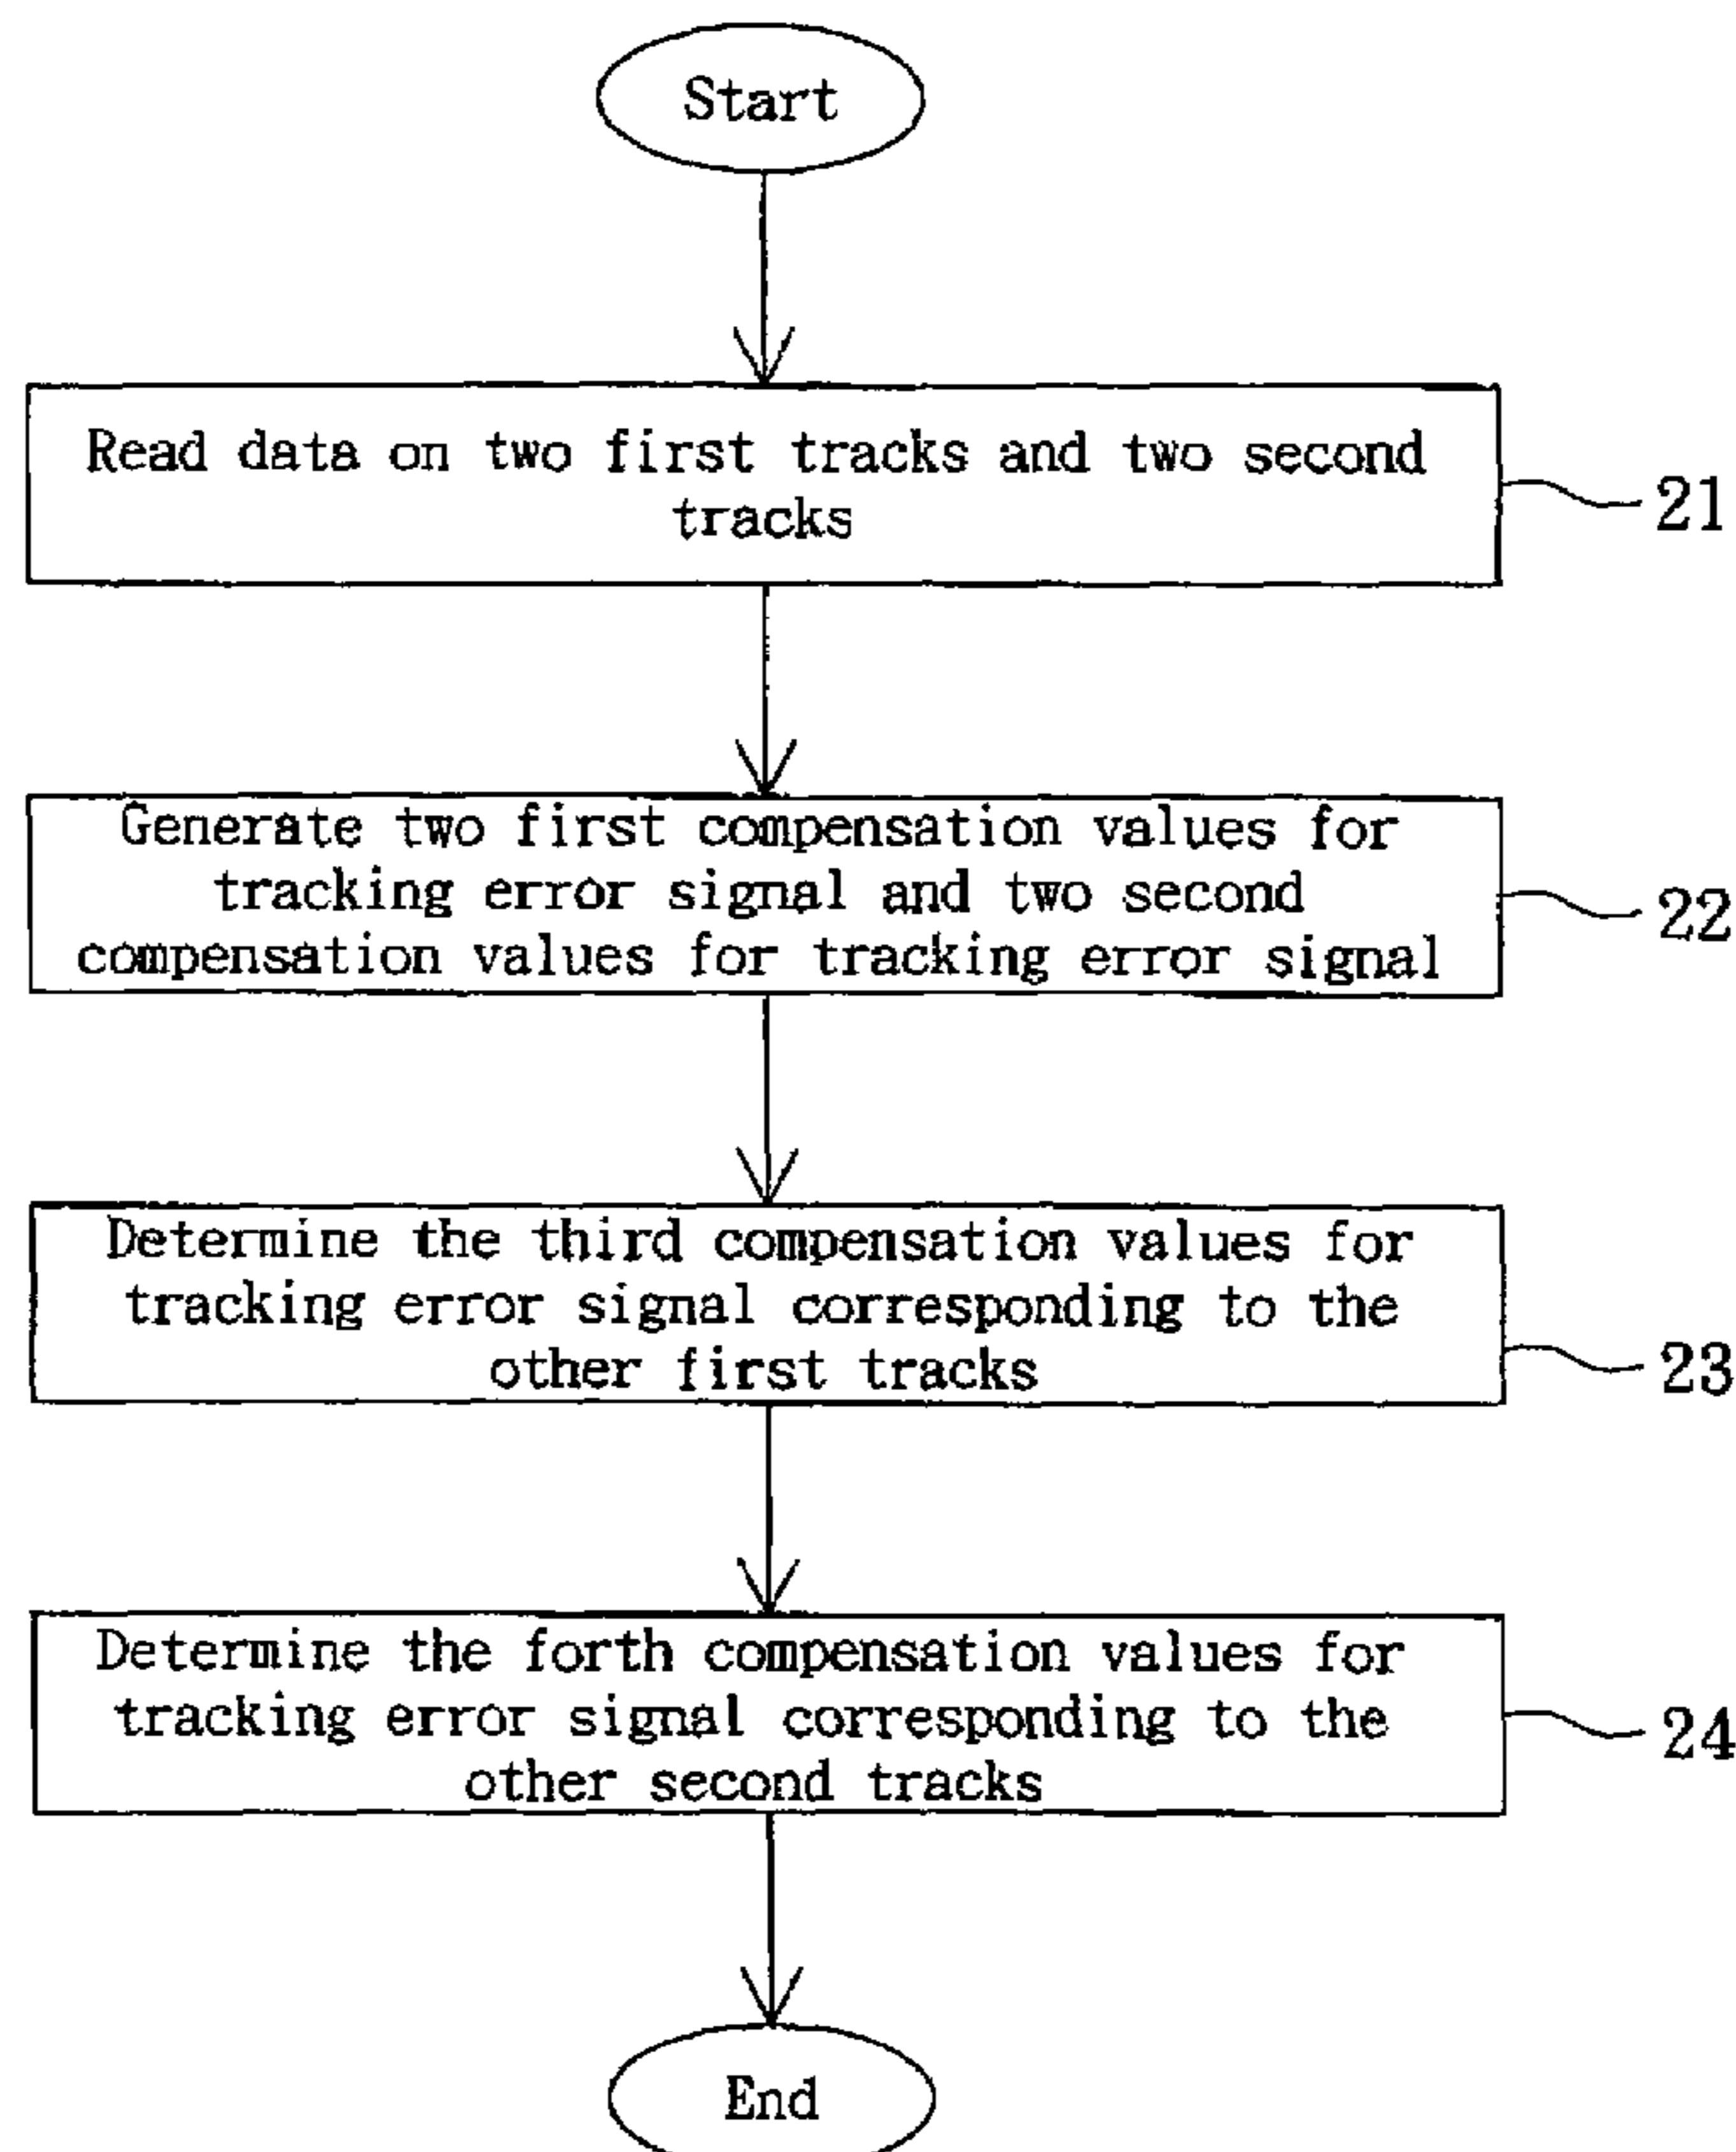 Start
Read data on two first tracks and two second
tracks
21
Generate two first compensation values for
tracking error signal and two second
compensation values for tracking error signal
22
Determine the third compensation values for
tracking error signal corresponding to the
other first tracks
23
Determine the forth compensation values for
tracking error signal corresponding to the
other second tracks
24
End